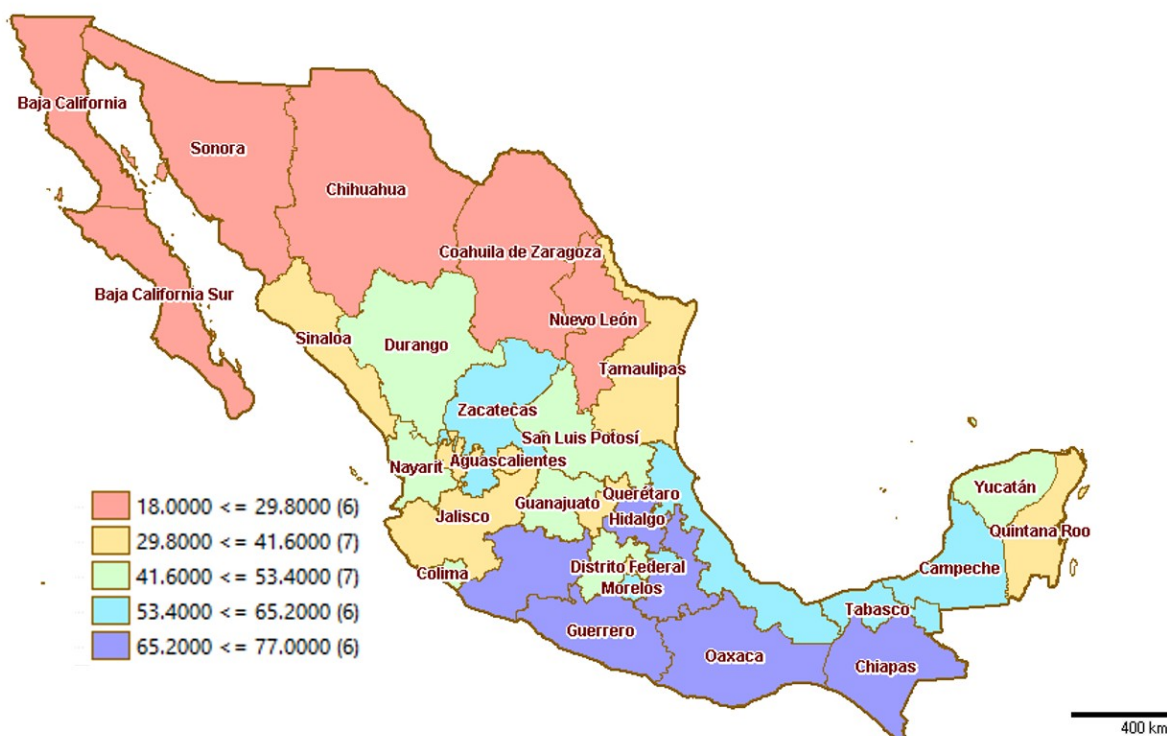 Baja California
Sonora
Chihuahua
Coahuila de Zaragoza
Baja California Sur
Nuevo León
Sinaloa
Durango
Tamaulipas
Zacatecas
San Luis Potosí
Nayarit
Aguascalientes
Yucatán
Querétaro
Guanajuato
Jalisco
Hidalgo
Quintana Roo
Campeche
Colima
Distrito Federal
Morelos
Tabasco
Guerrero
Oaxaca
Chiapas
18.0000 <= 29.8000 (6)
29.8000 <= 41.6000 (7)
41.6000 <= 53.4000 (7)
53.4000 <= 65.2000 (6)
65.2000 <= 77.0000 (6)
400 km